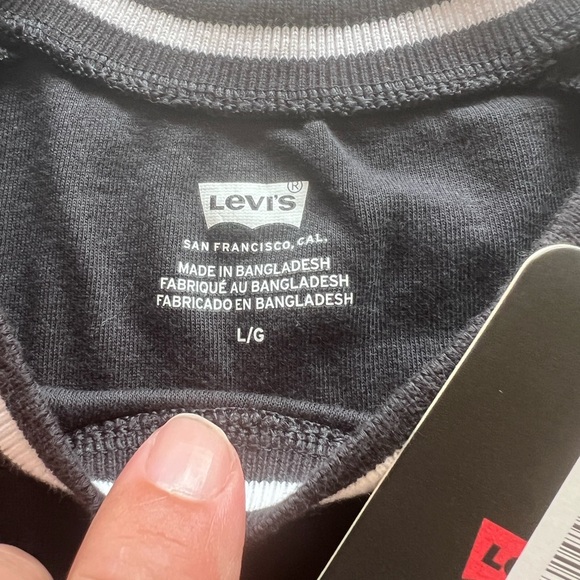 Levi's ®
SAN FRANCISCO, CAL.
MADE IN BANGLADESH
FABRIQUÉ AU BANGLADESH
FABRICADO EN BANGLADESH
L/G